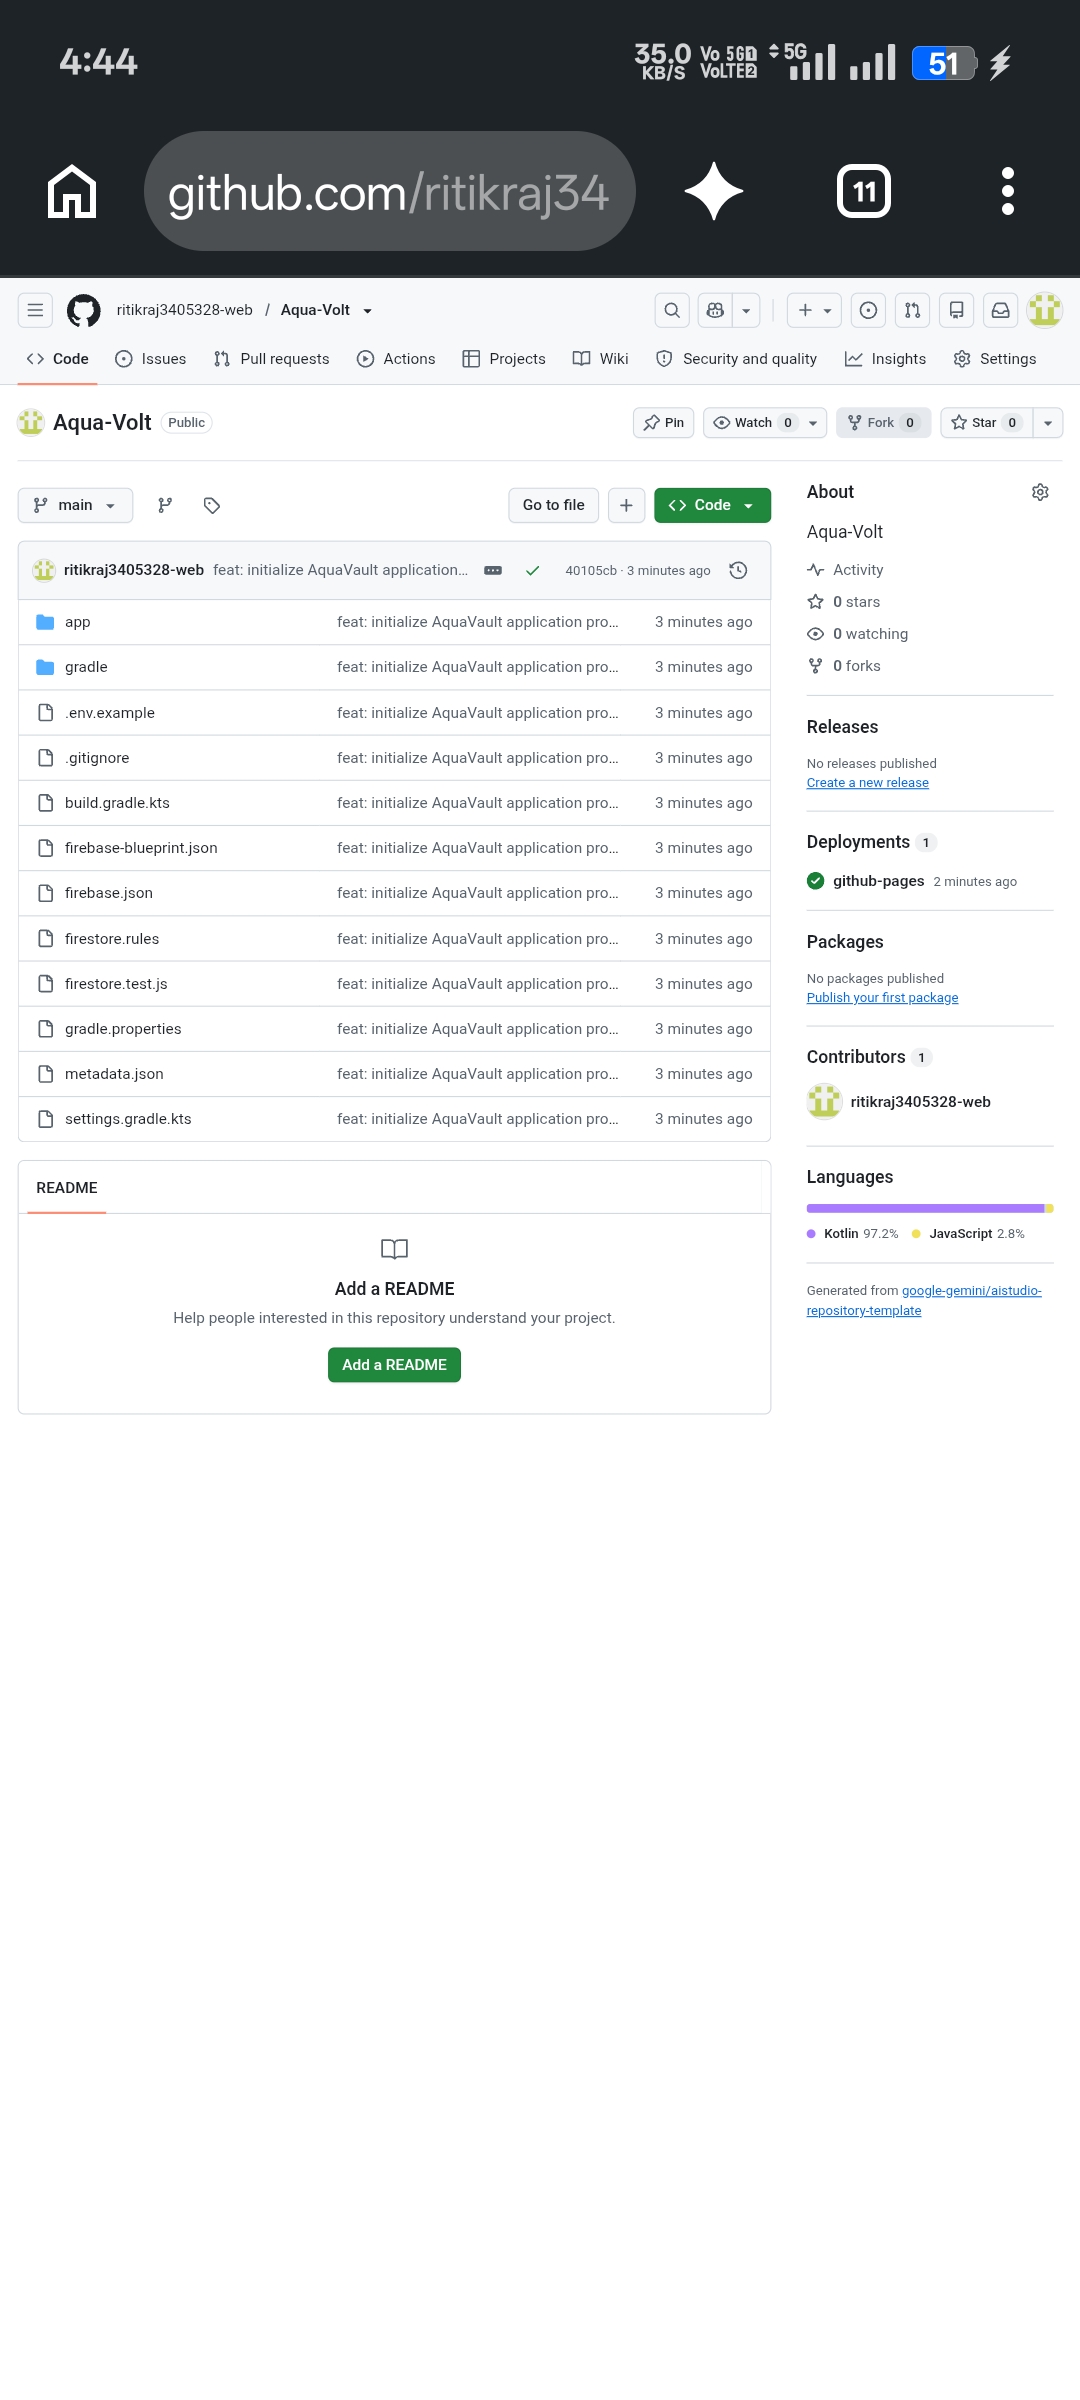 4:44
35.0 KB/S Vo 5G 1 VoLTE 2 5G 51
github.com/ritikraj34
11
ritikraj3405328-web / Aqua-Volt
Code Issues Pull requests Actions Projects Wiki Security and quality Insights Settings
Aqua-Volt Public
Pin Watch 0 Fork 0 Star 0
main Go to file Code
ritikraj3405328-web feat: initialize AquaVault application… 40105cb · 3 minutes ago
app feat: initialize AquaVault application pro… 3 minutes ago
gradle feat: initialize AquaVault application pro… 3 minutes ago
.env.example feat: initialize AquaVault application pro… 3 minutes ago
.gitignore feat: initialize AquaVault application pro… 3 minutes ago
build.gradle.kts feat: initialize AquaVault application pro… 3 minutes ago
firebase-blueprint.json feat: initialize AquaVault application pro… 3 minutes ago
firebase.json feat: initialize AquaVault application pro… 3 minutes ago
firestore.rules feat: initialize AquaVault application pro… 3 minutes ago
firestore.test.js feat: initialize AquaVault application pro… 3 minutes ago
gradle.properties feat: initialize AquaVault application pro… 3 minutes ago
metadata.json feat: initialize AquaVault application pro… 3 minutes ago
settings.gradle.kts feat: initialize AquaVault application pro… 3 minutes ago
README
Add a README
Help people interested in this repository understand your project.
Add a README
About
Aqua-Volt
Activity
0 stars
0 watching
0 forks
Releases
No releases published
Create a new release
Deployments 1
github-pages 2 minutes ago
Packages
No packages published
Publish your first package
Contributors 1
ritikraj3405328-web
Languages
Kotlin 97.2% JavaScript 2.8%
Generated from google-gemini/aistudio-
repository-template